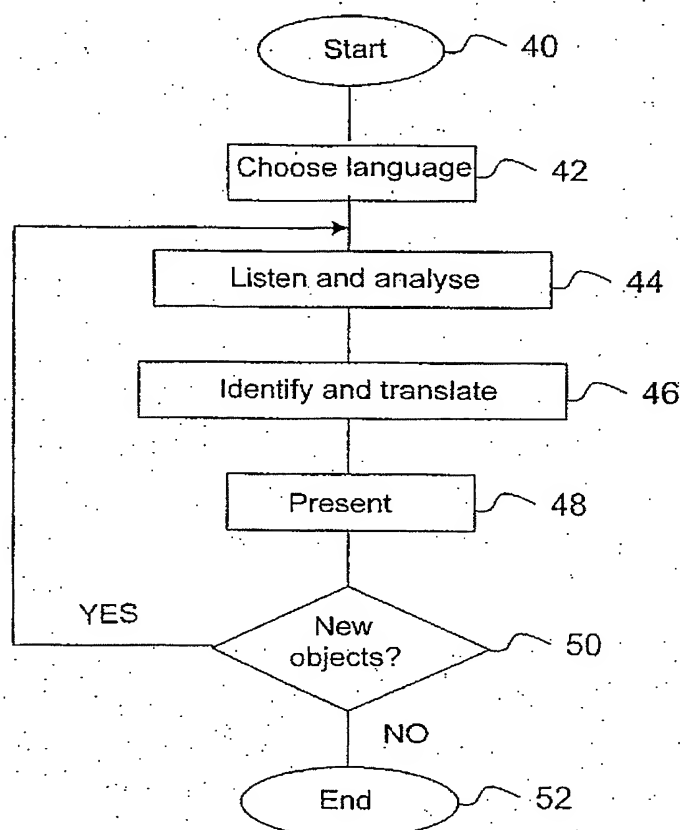 Start 40
Choose language 42
Listen and analyse 44
Identify and translate 46
Present 48
YES
New
objects? 50
NO
End 52